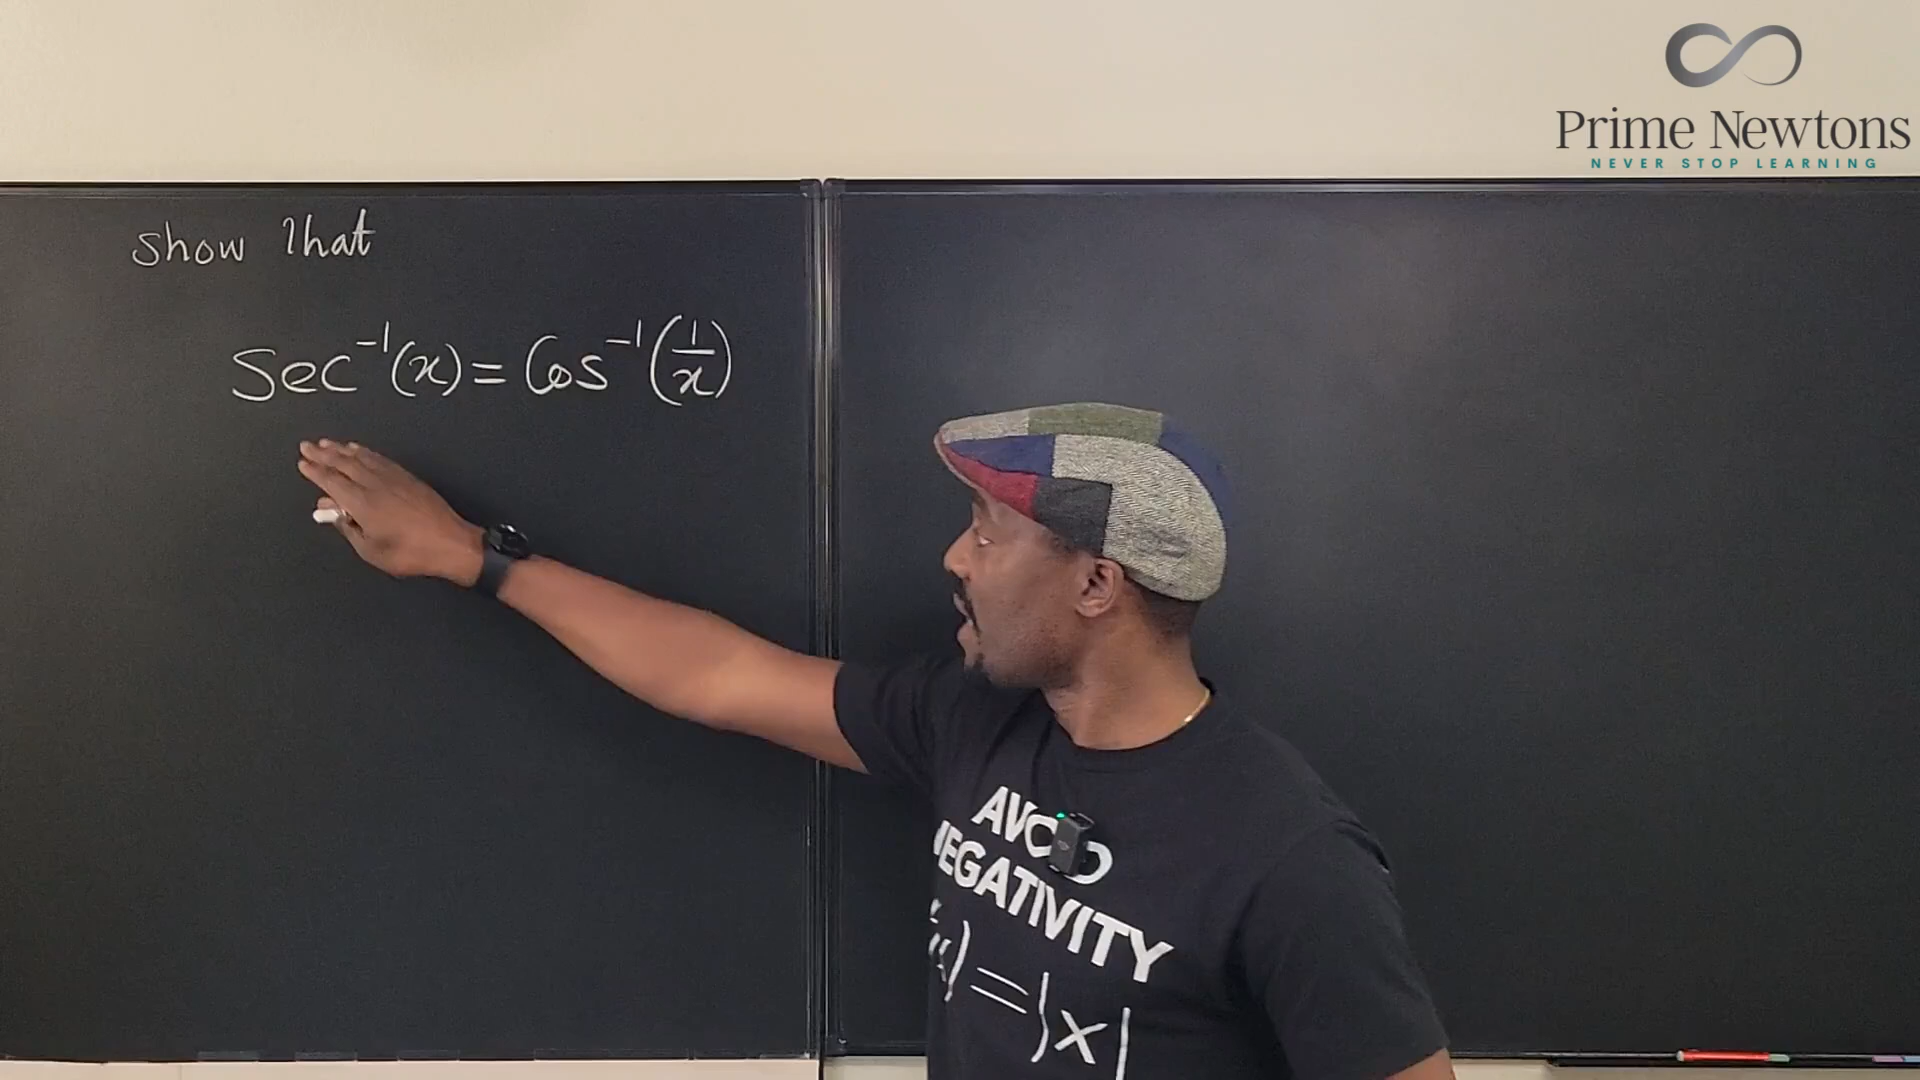 Prime Newtons
NEVER STOP LEARNING
show that
Sec⁻¹(x) = Cos⁻¹(1/x)
AVOID
NEGATIVITY
=|x|